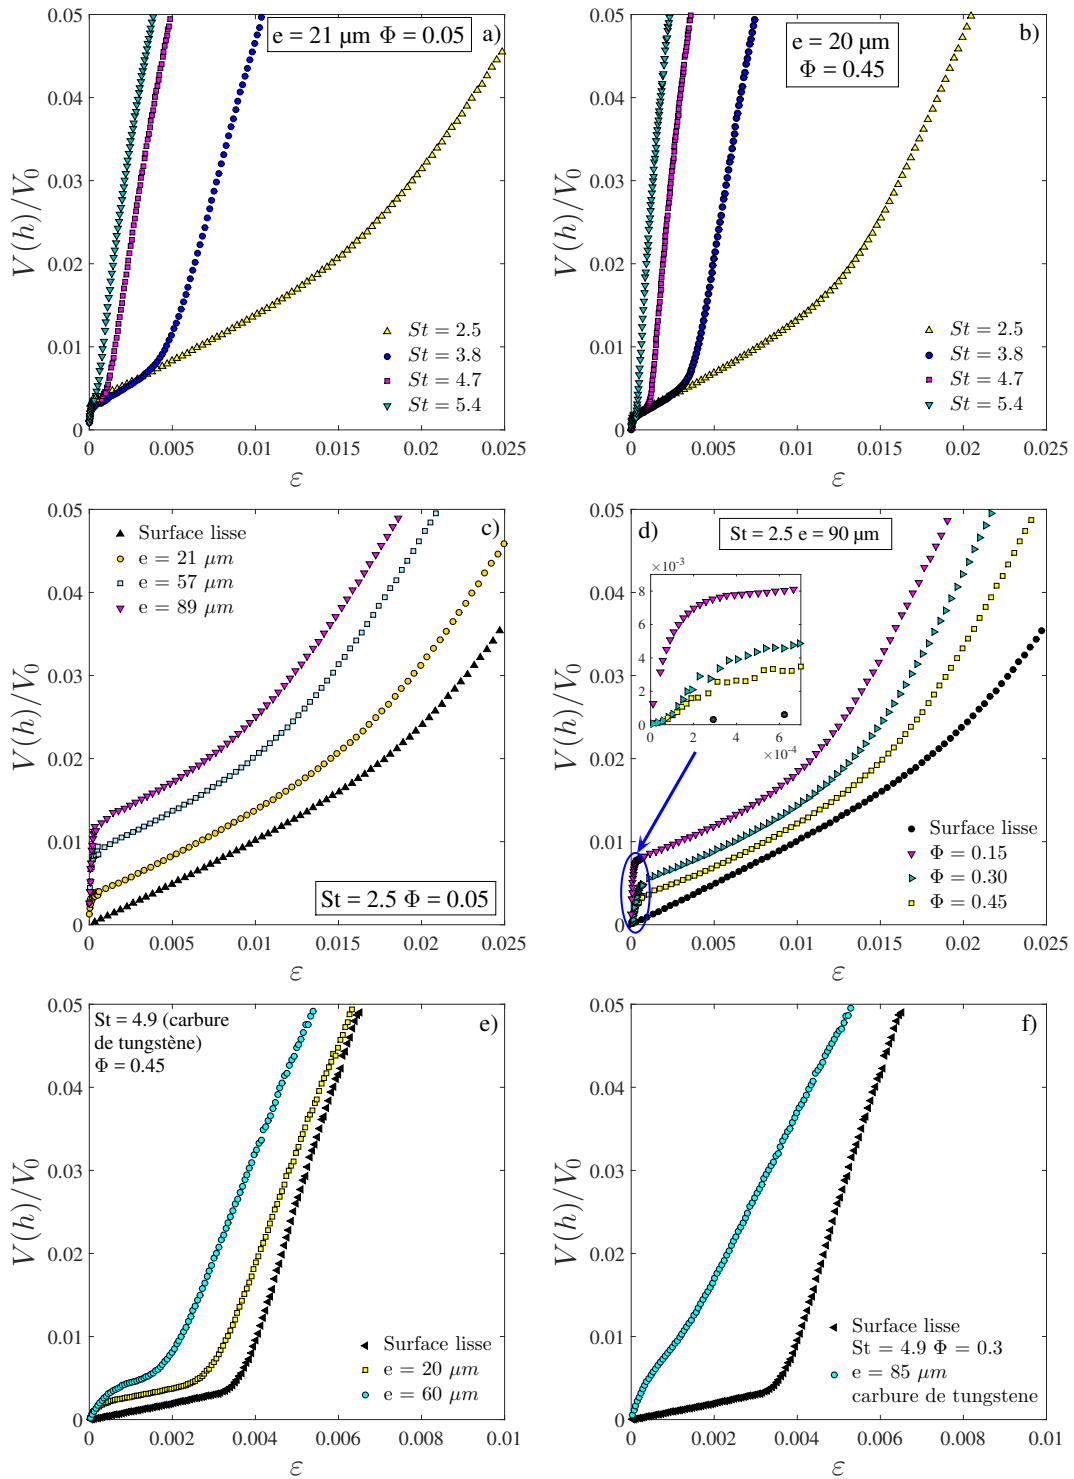 0.05
0.04
0.03
0.02
0.01
0
V(h)/V₀
e = 21 µm Φ = 0.05
a)
St = 2.5
St = 3.8
St = 4.7
St = 5.4
0 0.005 0.01 0.015 0.02 0.025
ε
0.05
0.04
0.03
0.02
0.01
0
V(h)/V₀
e = 20 µm
Φ = 0.45
b)
St = 2.5
St = 3.8
St = 4.7
St = 5.4
0 0.005 0.01 0.015 0.02 0.025
ε
0.05
0.04
0.03
0.02
0.01
0
V(h)/V₀
c)
Surface lisse
e = 21 µm
e = 57 µm
e = 89 µm
St = 2.5 Φ = 0.05
0 0.005 0.01 0.015 0.02 0.025
ε
0.05
0.04
0.03
0.02
0.01
0
V(h)/V₀
d)
St = 2.5 e = 90 µm
×10⁻³
8
6
4
2
0
0 2 4 6
×10⁻⁴
Surface lisse
Φ = 0.15
Φ = 0.30
Φ = 0.45
0 0.005 0.01 0.015 0.02 0.025
ε
0.05
0.04
0.03
0.02
0.01
0
V(h)/V₀
St = 4.9 (carbure
de tungstène)
Φ = 0.45
e)
Surface lisse
e = 20 µm
e = 60 µm
0 0.002 0.004 0.006 0.008 0.01
ε
0.05
0.04
0.03
0.02
0.01
0
V(h)/V₀
f)
Surface lisse
St = 4.9 Φ = 0.3
e = 85 µm
carbure de tungstene
0 0.002 0.004 0.006 0.008 0.01
ε